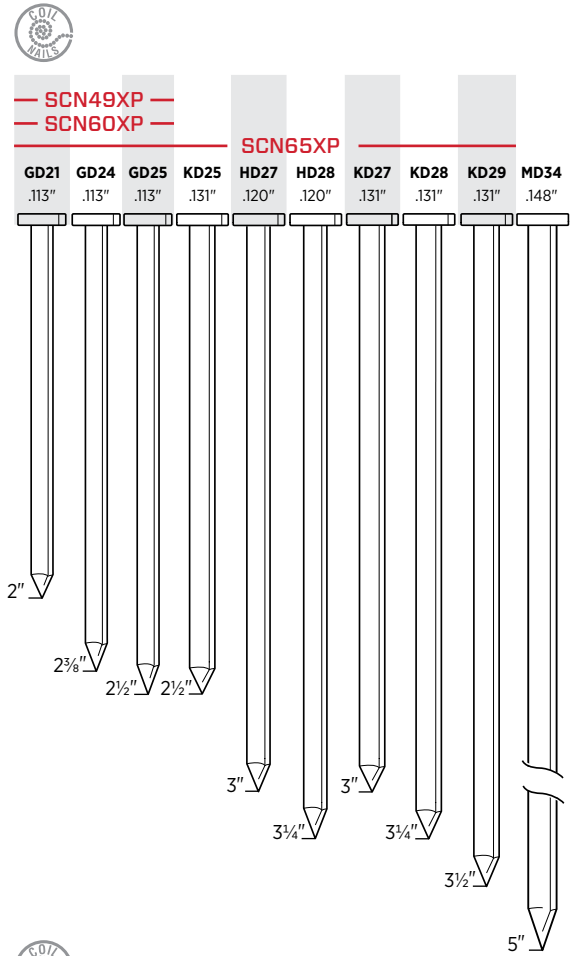 COIL
NAILS
SCN49XP
SCN60XP
SCN65XP
GD21 GD24 GD25 KD25 HD27 HD28 KD27 KD28 KD29 MD34
.113" .113" .113" .131" .120" .120" .131" .131" .131" .148"
2"
2⅜"
2½" 2½"
3" 3"
3¼" 3¼"
3½"
5"
COIL